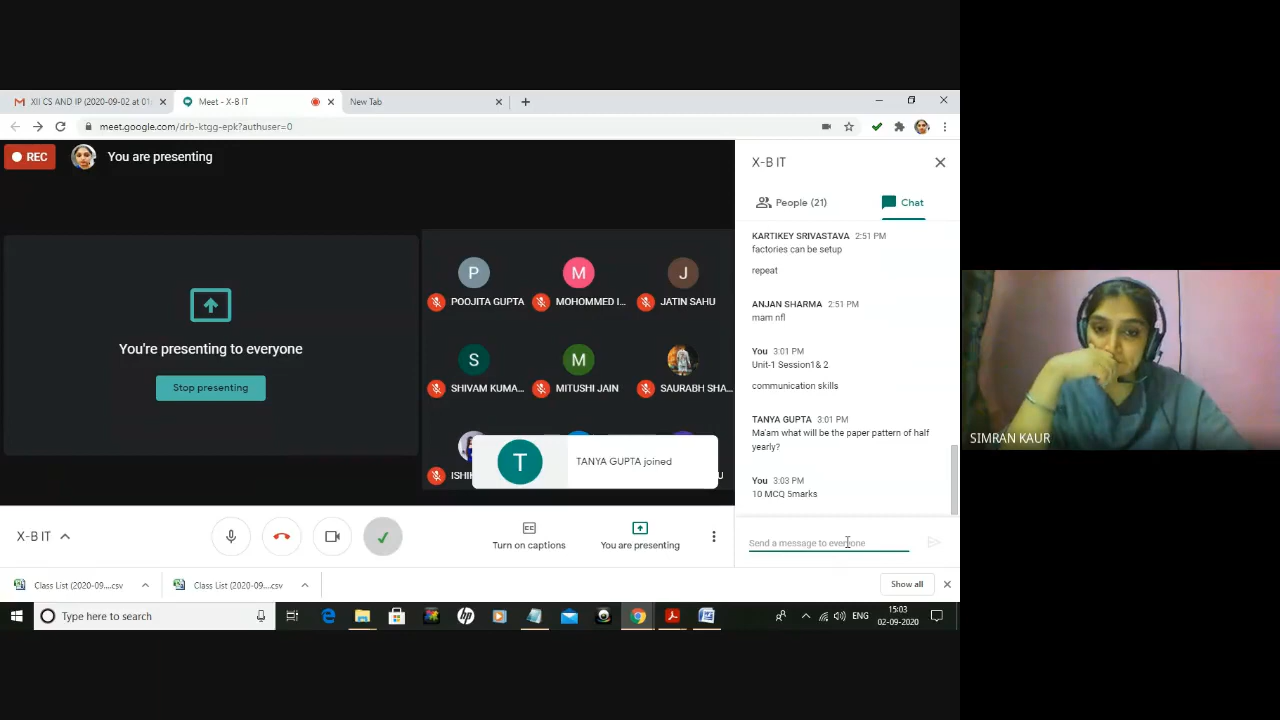 XII CS AND IP (2020-09-02 at 01:
Meet - X-B IT
New Tab
meet.google.com/drb-ktgg-epk?authuser=0
REC
You are presenting
X-B IT
People (21)
Chat
KARTIKEY SRIVASTAVA 2:51 PM
factories can be setup
repeat
ANJAN SHARMA 2:51 PM
mam nfl
You 3:01 PM
Unit-1 Session1& 2
communication skills
TANYA GUPTA 3:01 PM
Ma'am what will be the paper pattern of half
yearly?
You 3:03 PM
10 MCQ 5marks
Send a message to everyone
You're presenting to everyone
Stop presenting
P
POOJITA GUPTA
M
MOHOMMED I...
J
JATIN SAHU
S
SHIVAM KUMA...
M
MITUSHI JAIN
SAURABH SHA...
ISHI
T
TANYA GUPTA joined
U
SIMRAN KAUR
X-B IT
Turn on captions
You are presenting
Class List (2020-09....csv
Class List (2020-09....csv
Show all
Type here to search
hp
ENG
15:03
02-09-2020